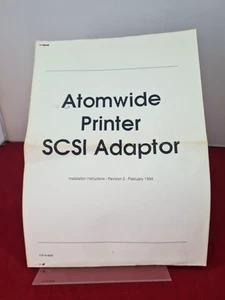 Atomwide
Printer
SCSI Adaptor
Installation Instructions - Revision 2 - February 1994